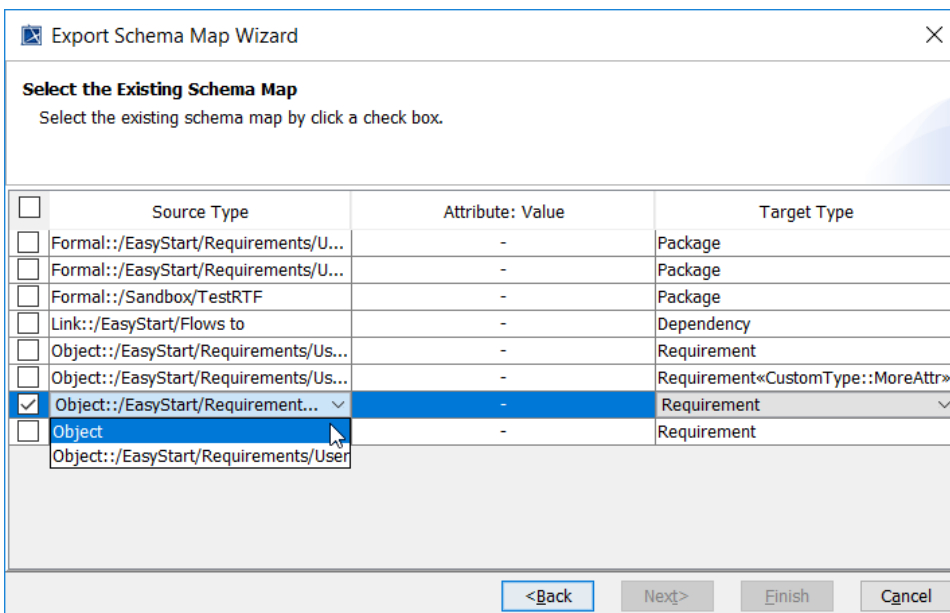 Export Schema Map Wizard
Select the Existing Schema Map
Select the existing schema map by click a check box.
Source Type Attribute: Value Target Type
Formal::/EasyStart/Requirements/U... - Package
Formal::/EasyStart/Requirements/U... - Package
Formal::/Sandbox/TestRTF - Package
Link::/EasyStart/Flows to - Dependency
Object::/EasyStart/Requirements/Us... - Requirement
Object::/EasyStart/Requirements/Us... - Requirement«CustomType::MoreAttr»
Object::/EasyStart/Requirement... - Requirement
Object - Requirement
Object::/EasyStart/Requirements/User
<Back Next> Finish Cancel